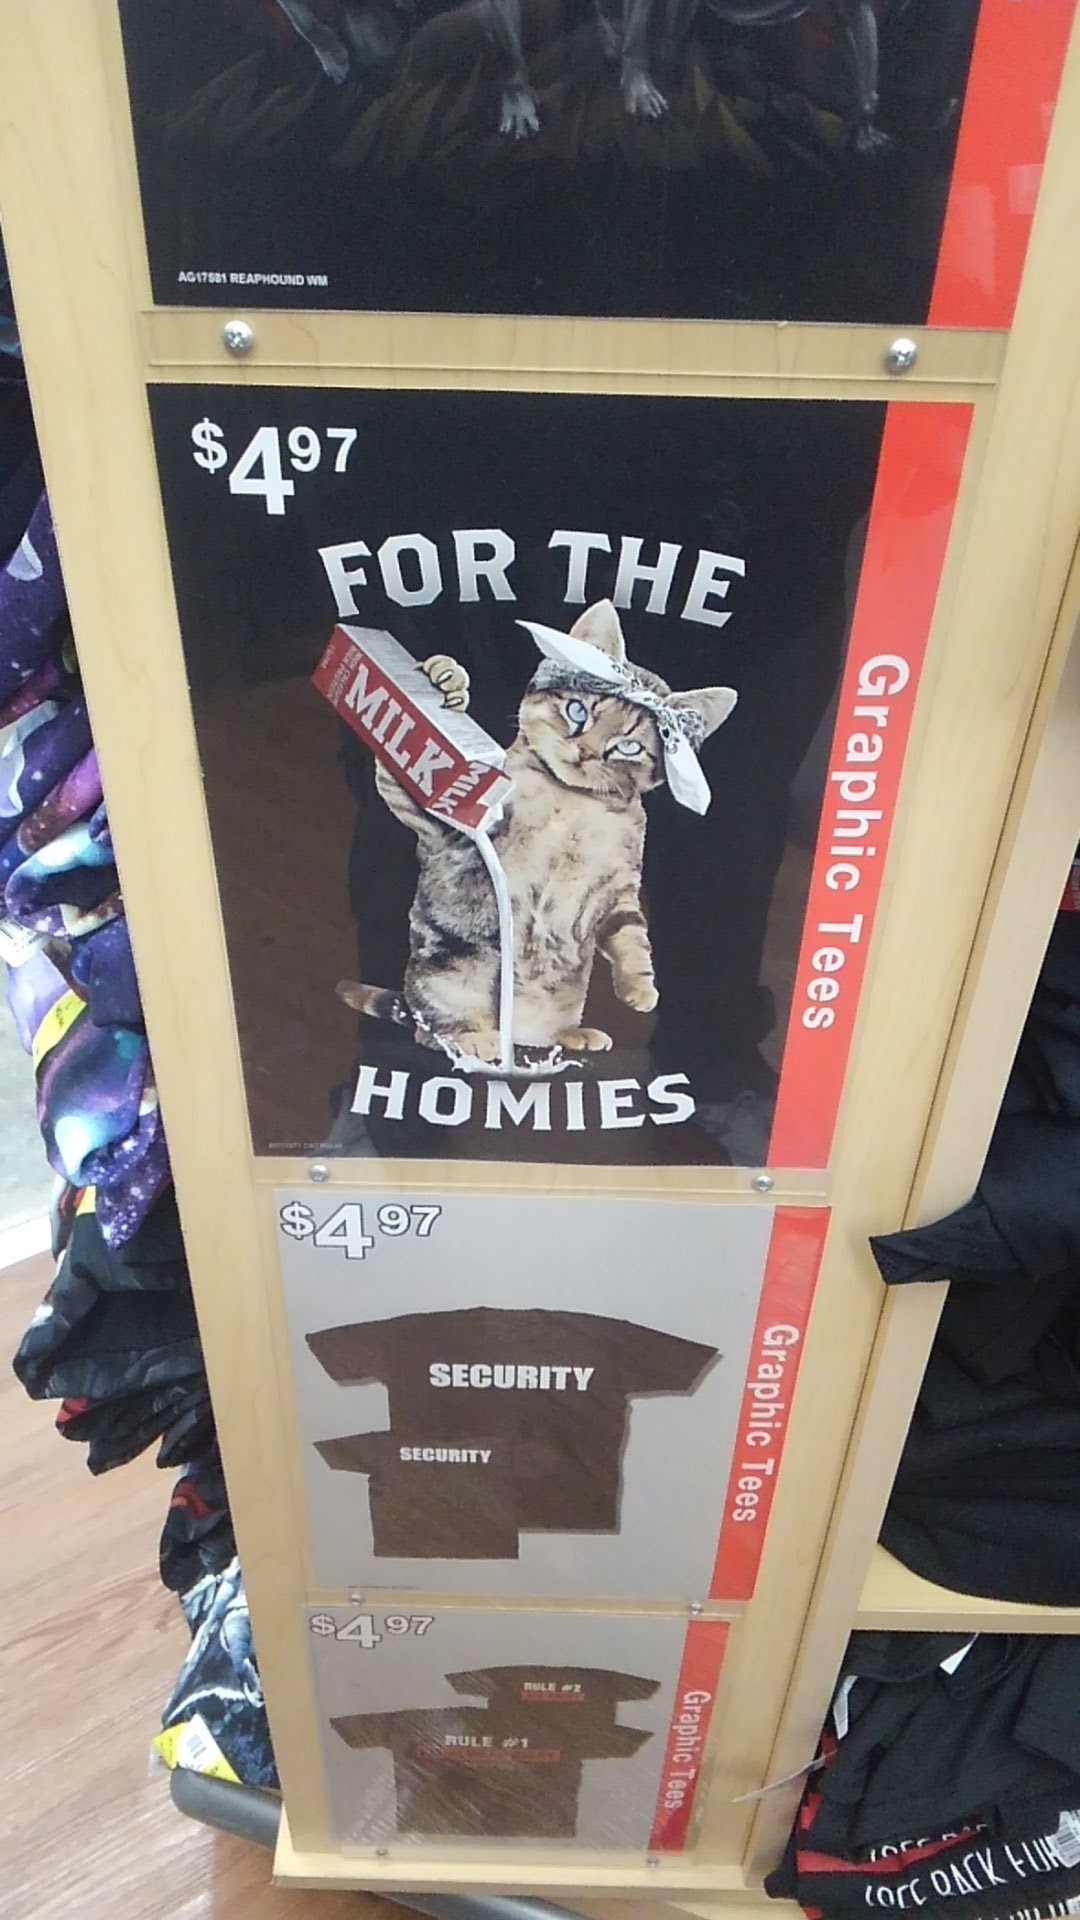 AG17581 REAPHOUND WM
$4 97
FOR THE
MILK
MILK
HOMIES
Graphic Tees
$4 97
SECURITY
SECURITY
Graphic Tees
$4 97
RULE #2
RULE #1
Graphic Tees